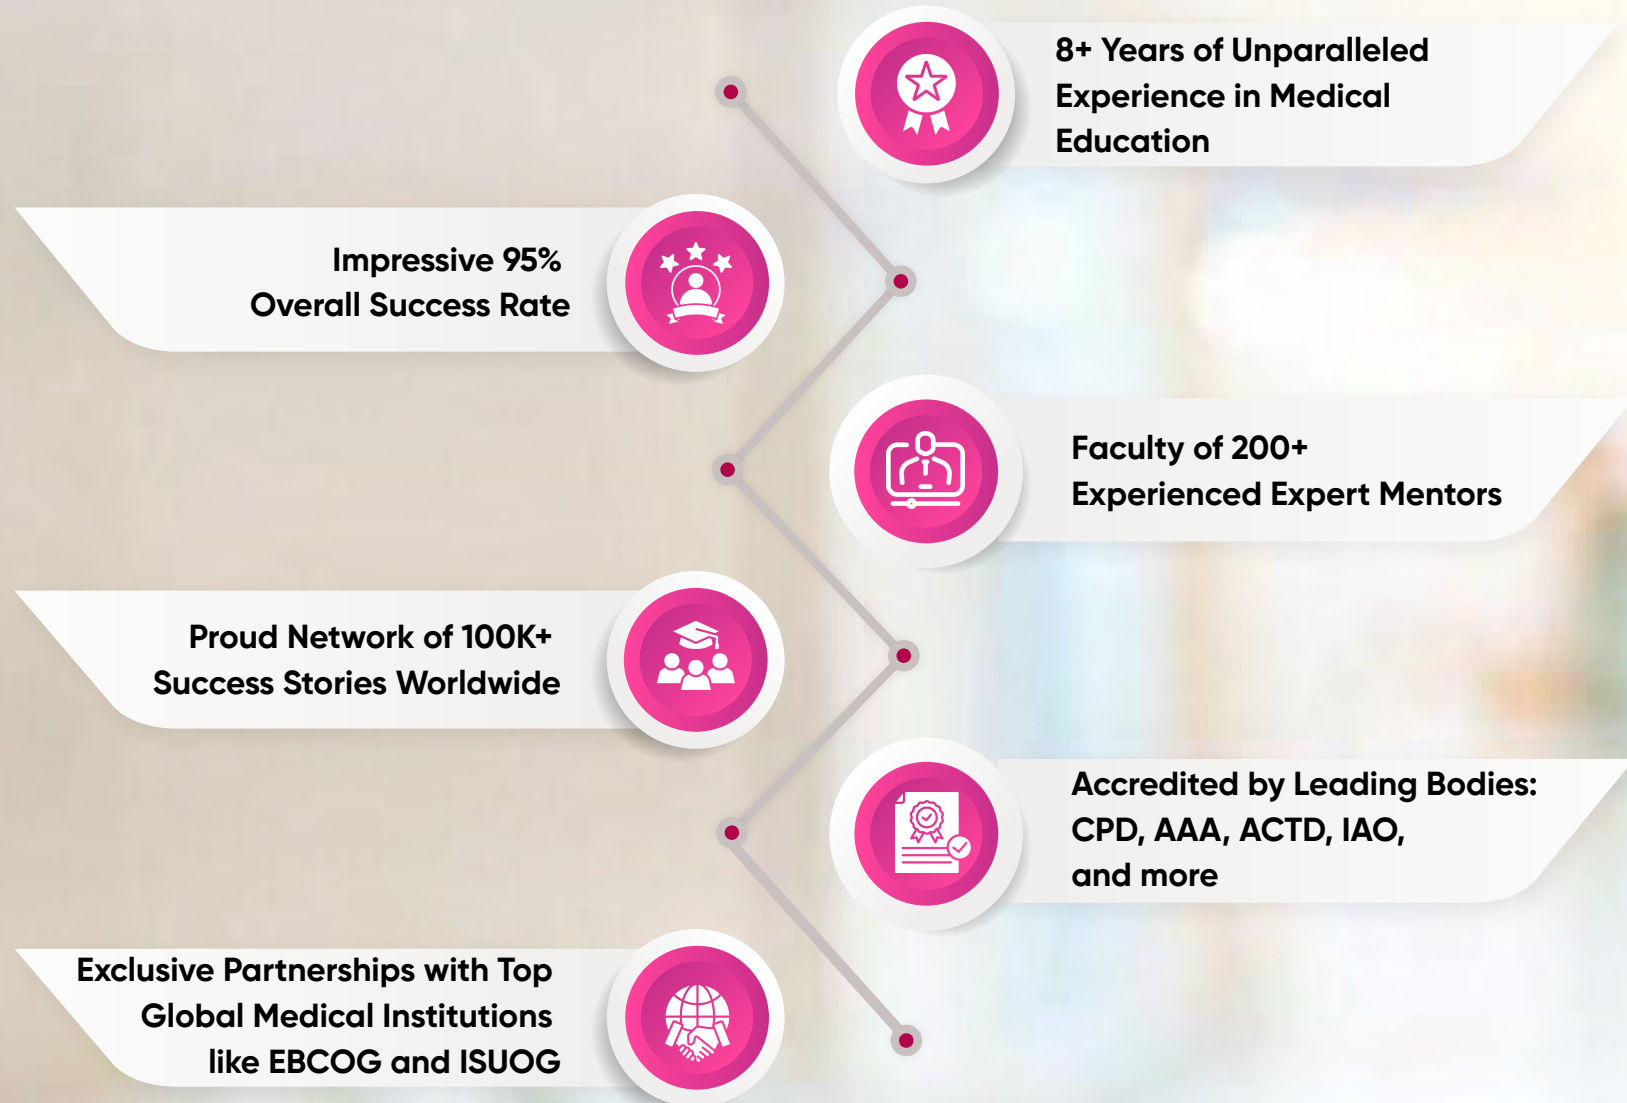 8+ Years of Unparalleled
Experience in Medical
Education
Impressive 95%
Overall Success Rate
Faculty of 200+
Experienced Expert Mentors
Proud Network of 100K+
Success Stories Worldwide
Accredited by Leading Bodies:
CPD, AAA, ACTD, IAO,
and more
Exclusive Partnerships with Top
Global Medical Institutions
like EBCOG and ISUOG